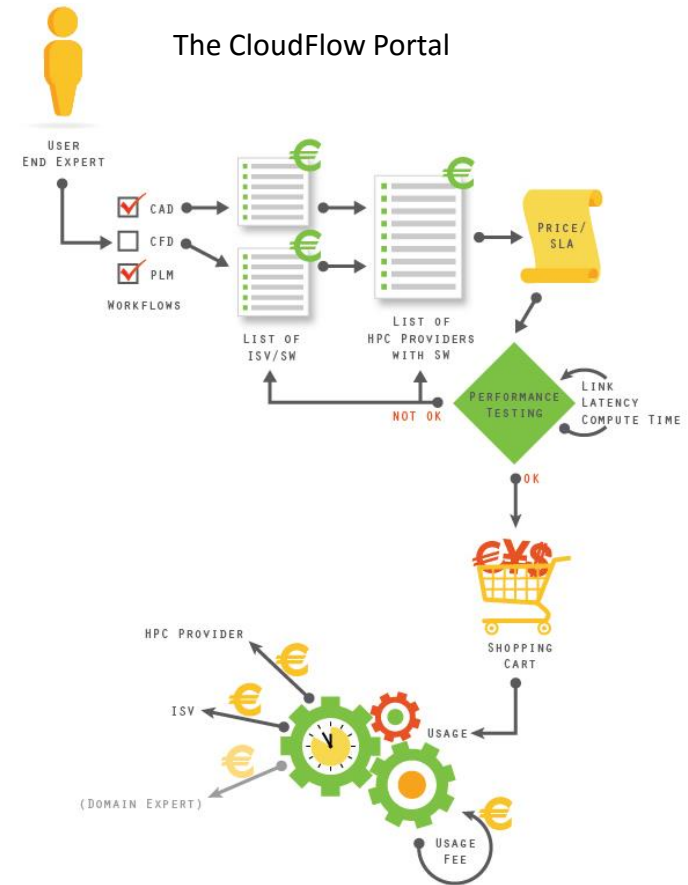 The CloudFlow Portal
USER
END EXPERT
CAD
CFD
PLM
WORKFLOWS
€
€
LIST OF
ISV/SW
€
LIST OF
HPC PROVIDERS
WITH SW
PRICE/
SLA
PERFORMANCE
TESTING
LINK
LATENCY
COMPUTE TIME
NOT OK
OK
€¥$
SHOPPING
CART
HPC PROVIDER
€
ISV
€
€
(DOMAIN EXPERT)
USAGE
€
USAGE
FEE